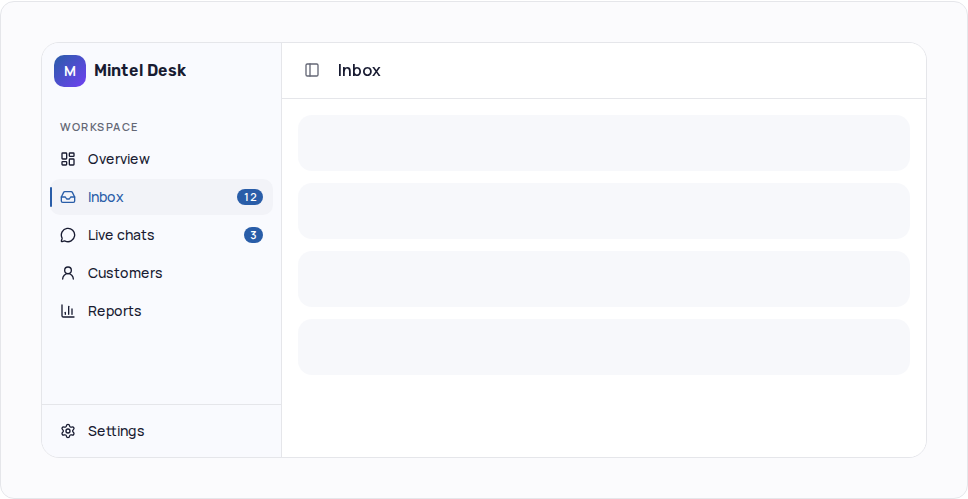 M Mintel Desk
Inbox
WORKSPACE
Overview
Inbox 12
Live chats 3
Customers
Reports
Settings